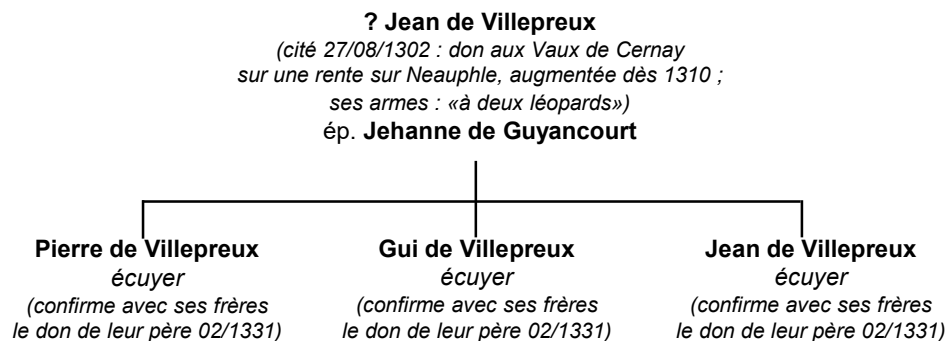 ? Jean de Villepreux
(cité 27/08/1302 : don aux Vaux de Cernay
sur une rente sur Neauphle, augmentée dès 1310 ;
ses armes : «à deux léopards»)
ép. Jehanne de Guyancourt
Pierre de Villepreux
écuyer
(confirme avec ses frères
le don de leur père 02/1331)
Gui de Villepreux
écuyer
(confirme avec ses frères
le don de leur père 02/1331)
Jean de Villepreux
écuyer
(confirme avec ses frères
le don de leur père 02/1331)